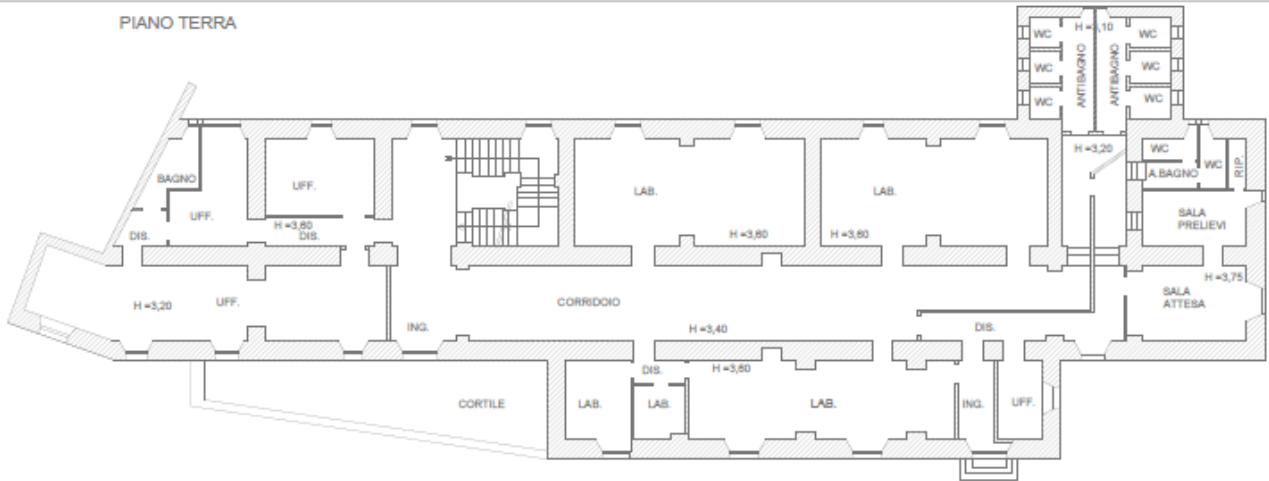 PIANO TERRA
WC
H =3,10
WC
WC
WC
ANTIBAGNO
ANTIBAGNO
WC
WC
H =3,20
WC
A.BAGNO
WC
RIP.
BAGNO
UFF.
UFF.
LAB.
LAB.
SALA
PRELIEVI
H =3,60
DIS.
DIS.
H =3,60
H =3,60
H =3,20
UFF.
CORRIDOIO
H =3,75
SALA
ATTESA
ING.
H =3,40
DIS.
DIS.
H =3,60
CORTILE
LAB.
LAB.
LAB.
ING.
UFF.